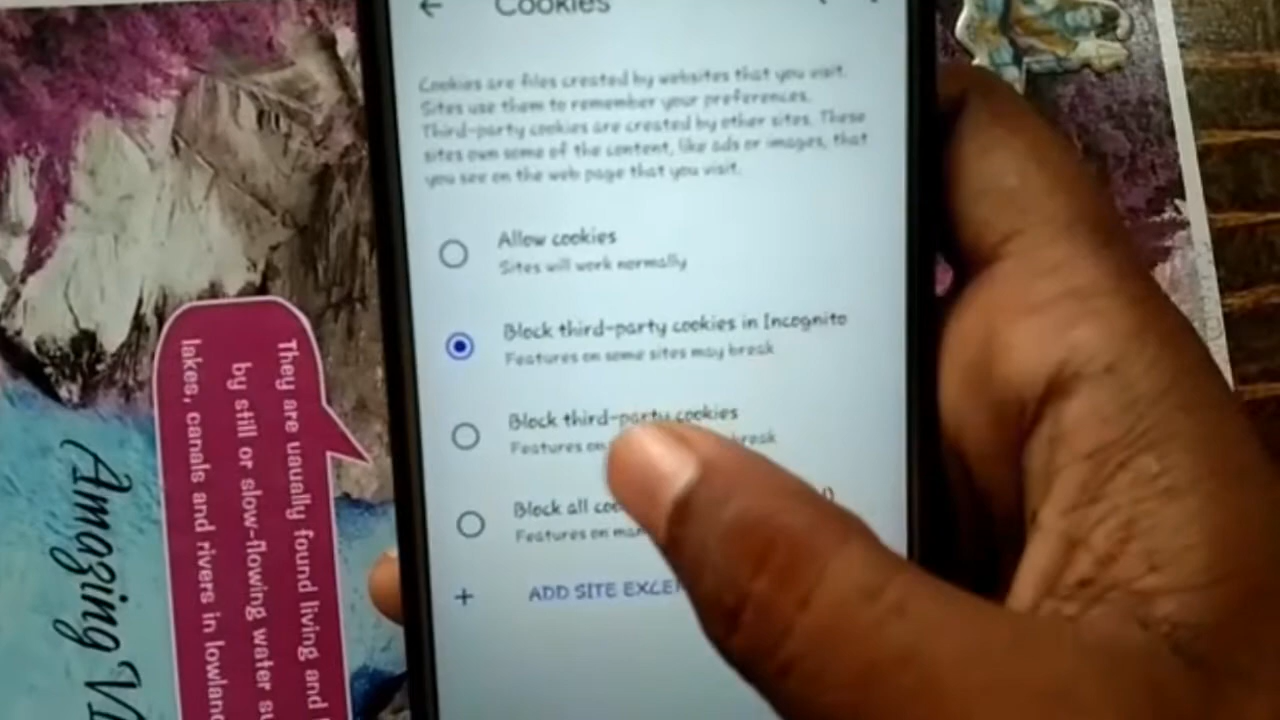 Cookies
Cookies are files created by websites that you visit.
Sites use them to remember your preferences.
Third-party cookies are created by other sites. These
sites own some of the content, like ads or images, that
you see on the web page that you visit.
Allow cookies
Sites will work normally
Block third-party cookies in Incognito
Features on some sites may break
Block third-party cookies
Features on break
Block all
Features on
+ ADD SITE
They are uaually found living and
by still or slow-flowing water
lakes, canals and rivers in
Amazing